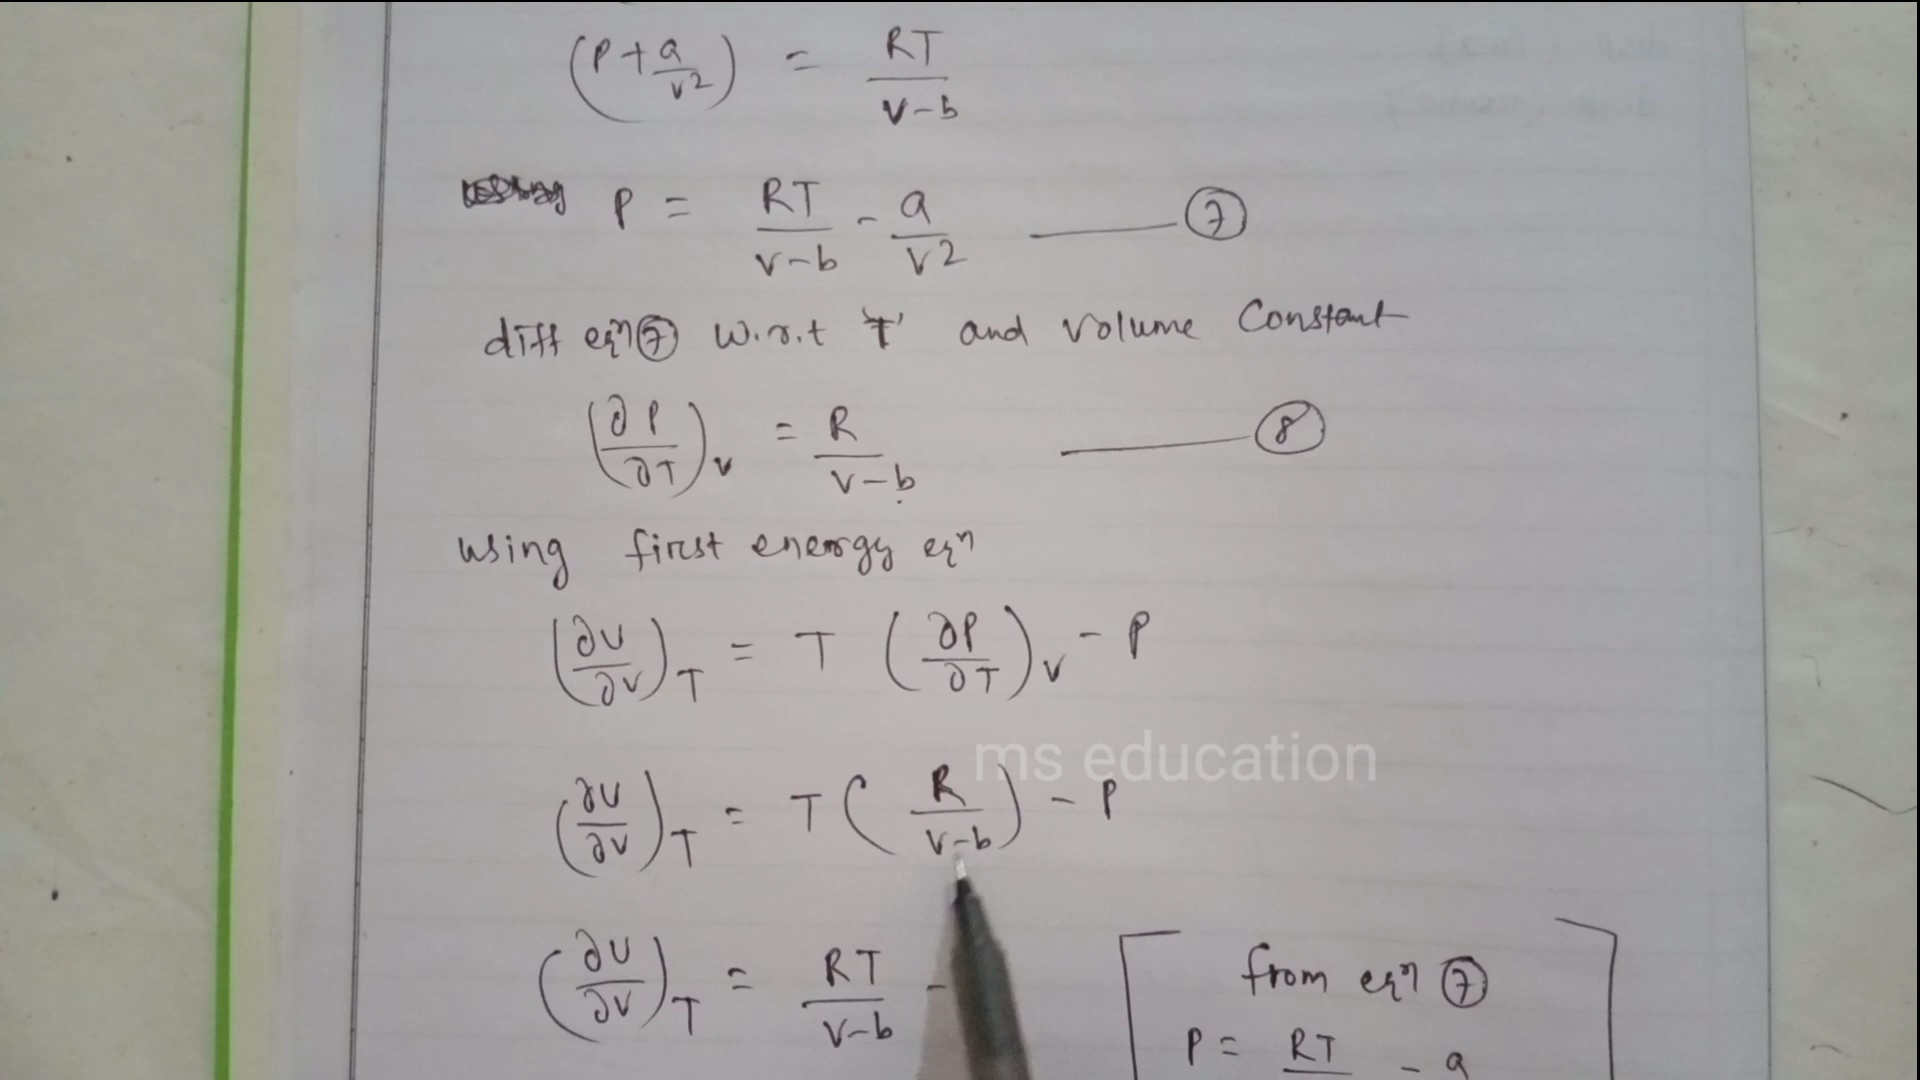 (P + a/v2) = RT/v-b
P = RT/v-b - a/v2 —— ⑦
diff eqn ⑦ w.r.t 'T' and volume Constant
(∂P/∂T)v = R/v-b —— ⑧
using first energy eqn
(∂U/∂V)T = T (∂P/∂T)v - P
ms education
(∂U/∂V)T = T (R/v-b) - P
(∂U/∂V)T = RT/v-b -
from eqn ⑦
P = RT - a